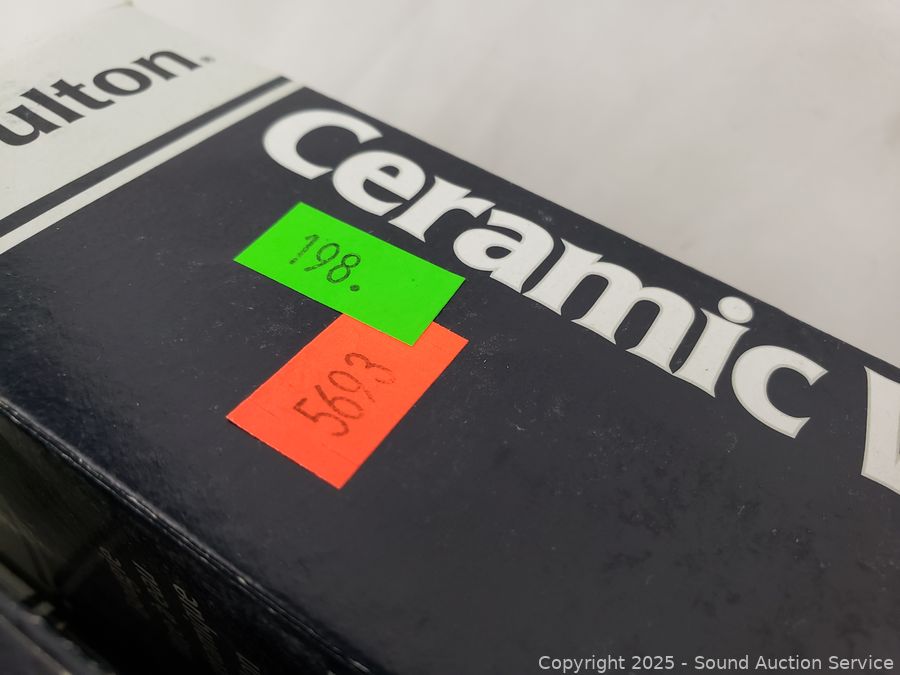 ulton®
Ceramic
.198.
5693
Copyright 2025 - Sound Auction Service